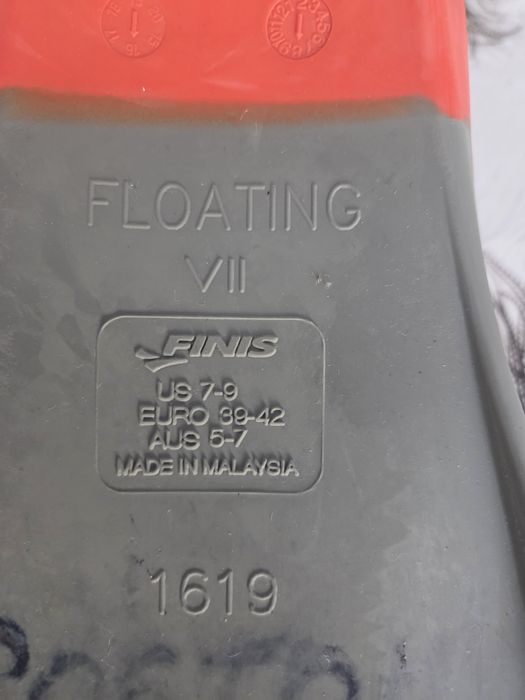 FLOATING
VII
FINIS
US 7-9
EURO 39-42
AUS 5-7
MADE IN MALAYSIA
1619